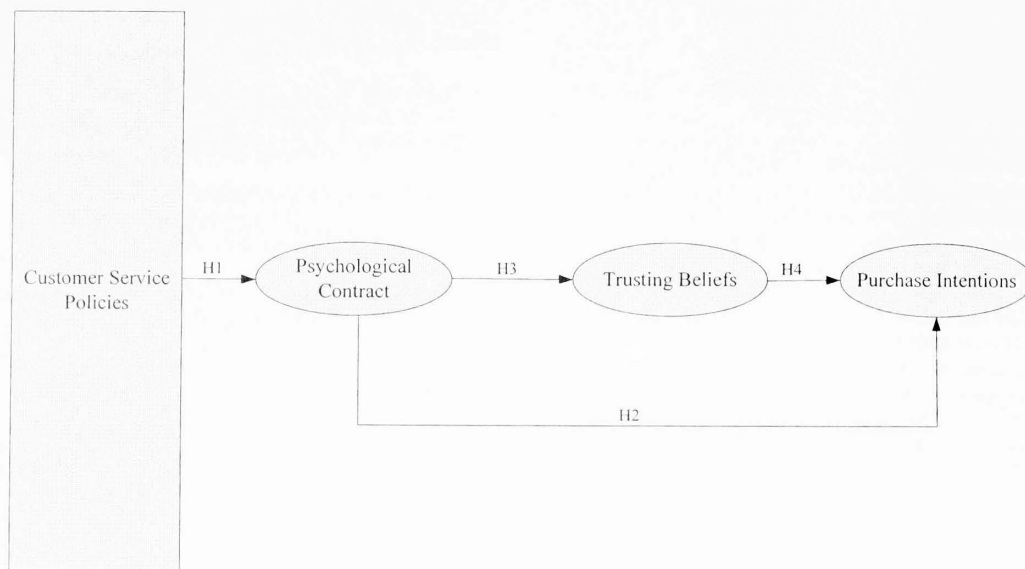 Customer Service
Policies
H1
Psychological
Contract
H3
Trusting Beliefs
H4
Purchase Intentions
H2